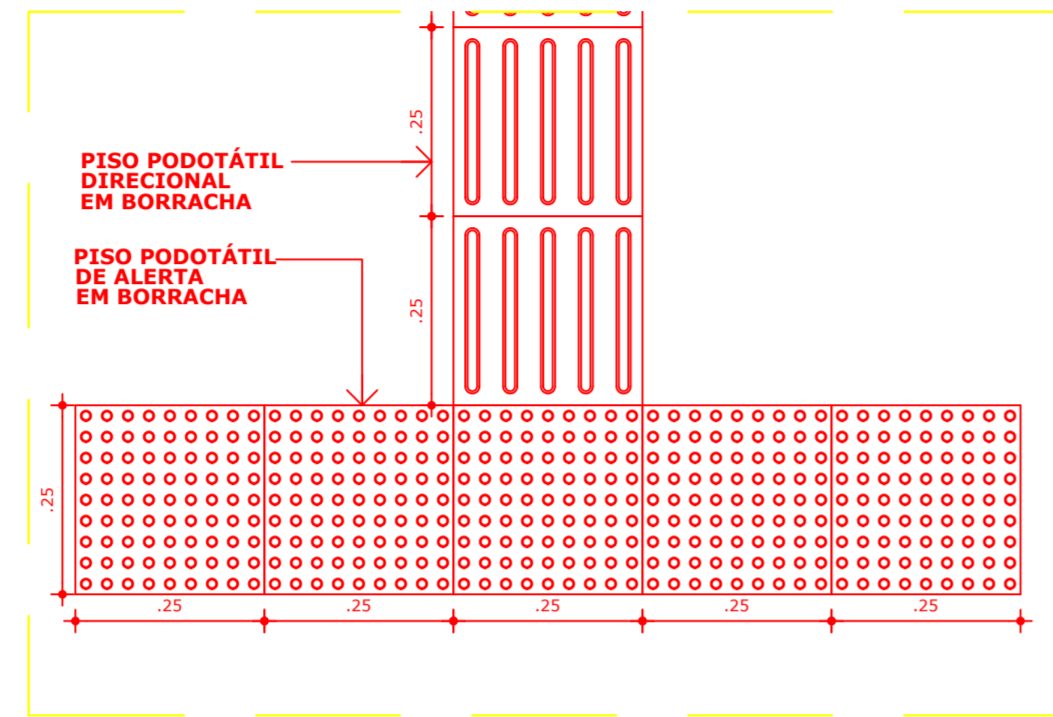 .25
PISO PODOTÁTIL
DIRECIONAL
EM BORRACHA
PISO PODOTÁTIL
DE ALERTA
EM BORRACHA
.25
.25
.25
.25
.25
.25
.25